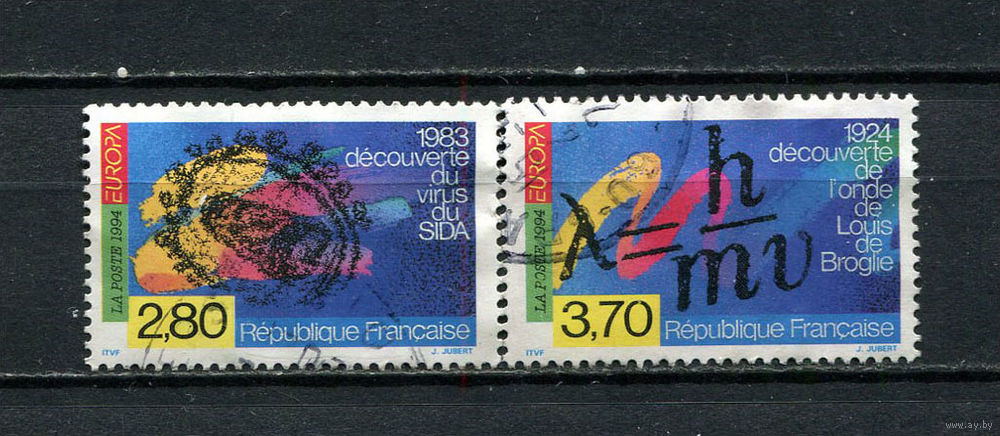 EUROPA
LA POSTE 1994
1983
découverte
du
virus
du
SIDA
2,80
République Française
ITVF
J. JUBERT
EUROPA
LA POSTE 1994
1924
découverte
de
l'onde
de
Louis
de
Broglie
λ = h
mv
3,70
République Française
ITVF
J. JUBERT
www.ay.by